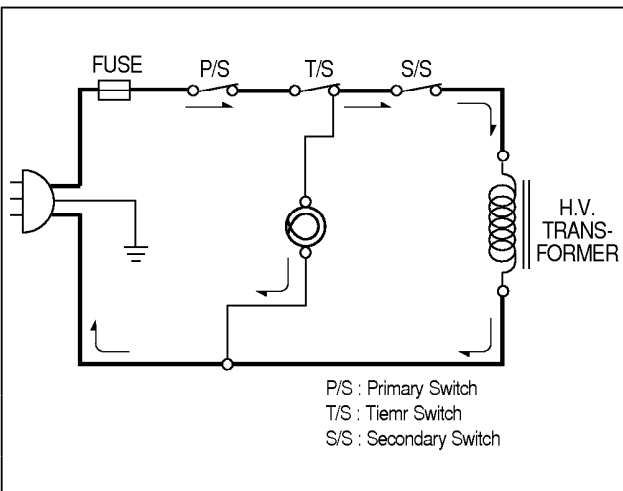 FUSE
P/S
T/S
S/S
H.V.
TRANS-
FORMER
P/S : Primary Switch
T/S : Tiemr Switch
S/S : Secondary Switch